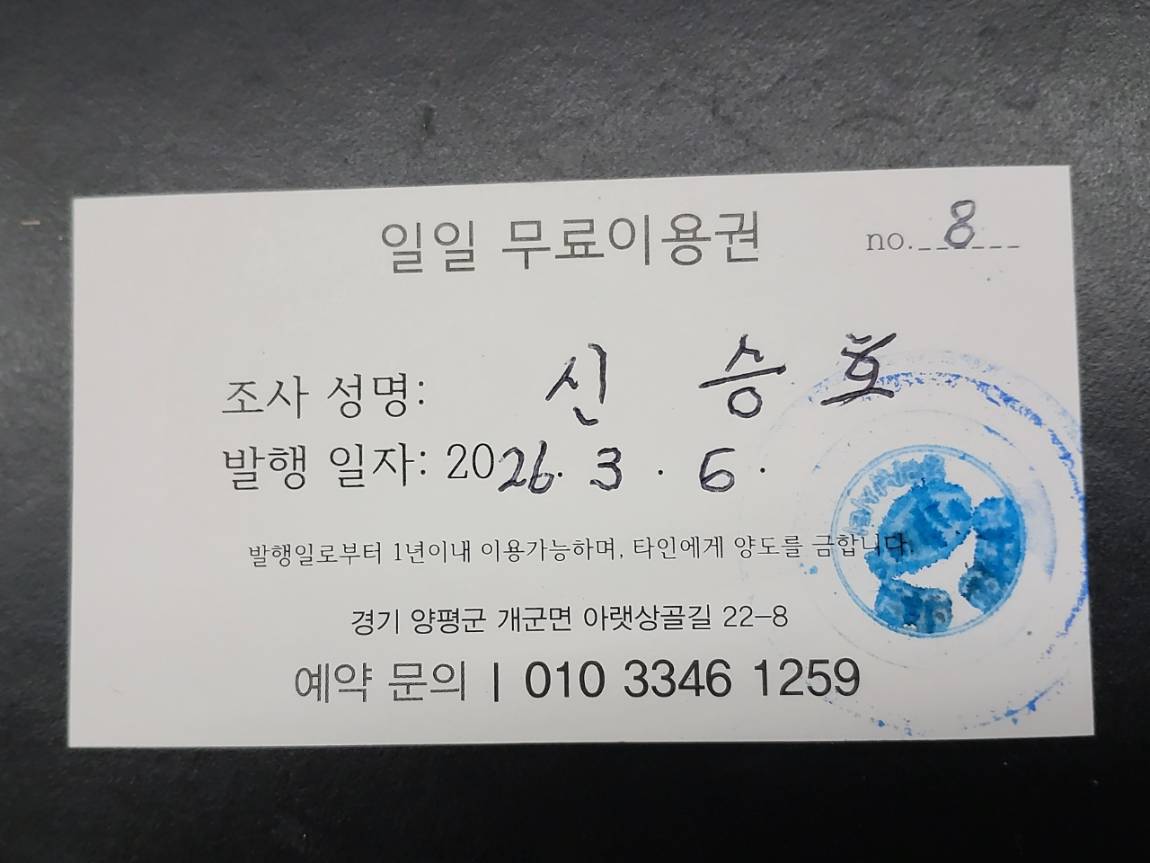 일일 무료이용권
no. 8
조사 성명: 신 승 호
발행 일자: 2026. 3. 6.
발행일로부터 1년이내 이용가능하며, 타인에게 양도를 금합니다.
경기 양평군 개군면 아랫상골길 22-8
예약 문의 | 010 3346 1259